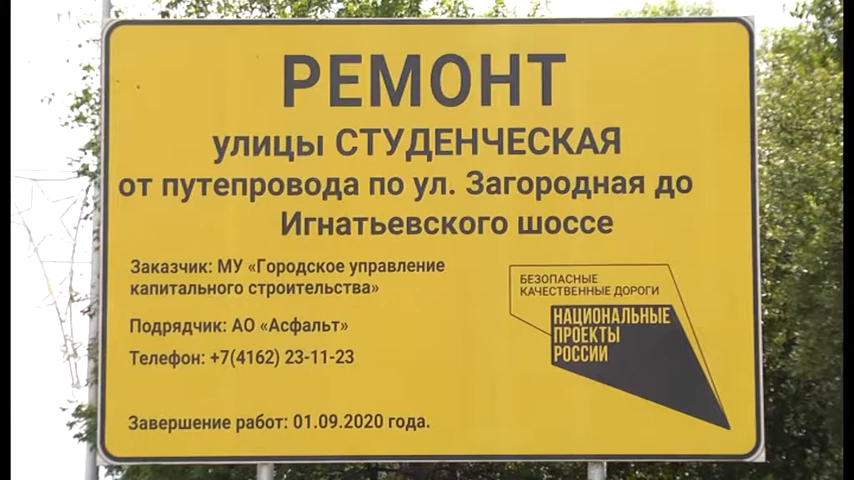 РЕМОНТ
улицы СТУДЕНЧЕСКАЯ
от путепровода по ул. Загородная до
Игнатьевского шоссе
Заказчик: МУ «Городское управление
капитального строительства»
Подрядчик: АО «Асфальт»
Телефон: +7(4162) 23-11-23
Завершение работ: 01.09.2020 года.
БЕЗОПАСНЫЕ
КАЧЕСТВЕННЫЕ ДОРОГИ
НАЦИОНАЛЬНЫЕ
ПРОЕКТЫ
РОССИИ